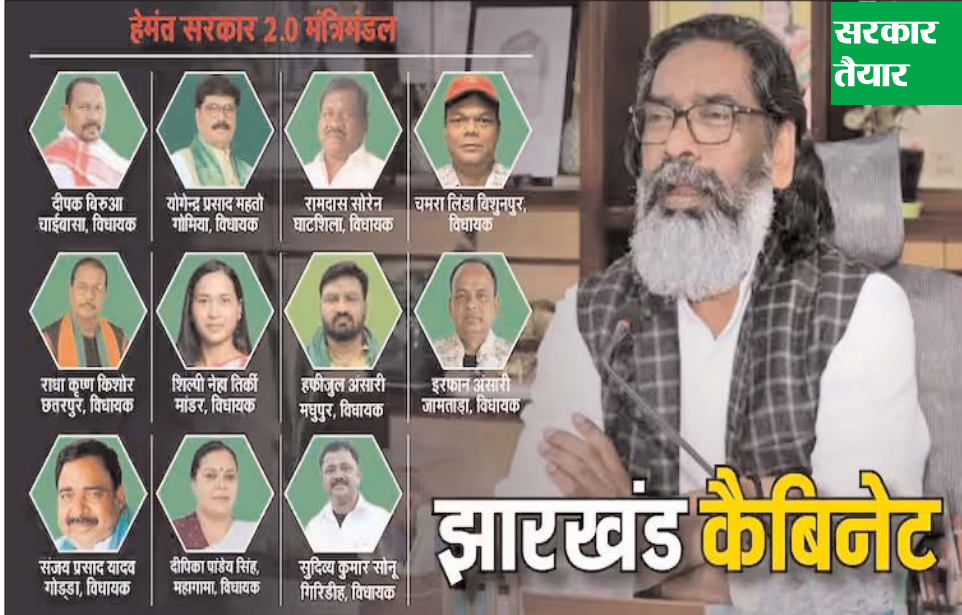 हेमंत सरकार 2.0 मंत्रिमंडल
सरकार
तैयार
दीपक बिरुआ
चाईबासा, विधायक
योगेन्द्र प्रसाद महतो
गोमिया, विधायक
रामदास सोरेन
घाटशिला, विधायक
चमरा लिंडा बिशुनपुर,
विधायक
राधा कृष्ण किशोर
छतरपुर, विधायक
शिल्पी नेहा तिर्की
मांडर, विधायक
हफीजुल अंसारी
मधुपुर, विधायक
इरफान अंसारी
जामताड़ा, विधायक
संजय प्रसाद यादव
गोड्डा, विधायक
दीपिका पांडेय सिंह,
महागामा, विधायक
सुदिव्य कुमार सोनू
गिरिडीह, विधायक
झारखंड कैबिनेट